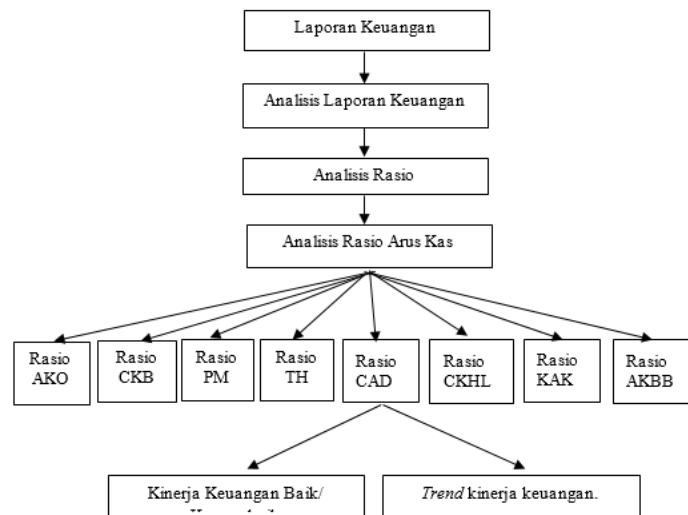 Laporan Keuangan
Analisis Laporan Keuangan
Analisis Rasio
Analisis Rasio Arus Kas
Rasio
AKO
Rasio
CKB
Rasio
PM
Rasio
TH
Rasio
CAD
Rasio
CKHL
Rasio
KAK
Rasio
AKBB
Kinerja Keuangan Baik/
Trend kinerja keuangan.